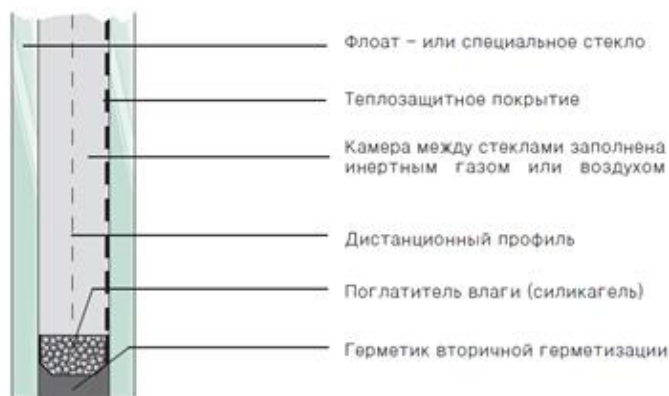 Флоат – или специальное стекло
Теплозащитное покрытие
Камера между стеклами заполнена
инертным газом или воздухом
Дистанционный профиль
Поглатитель влаги (силикагель)
Герметик вторичной герметизации